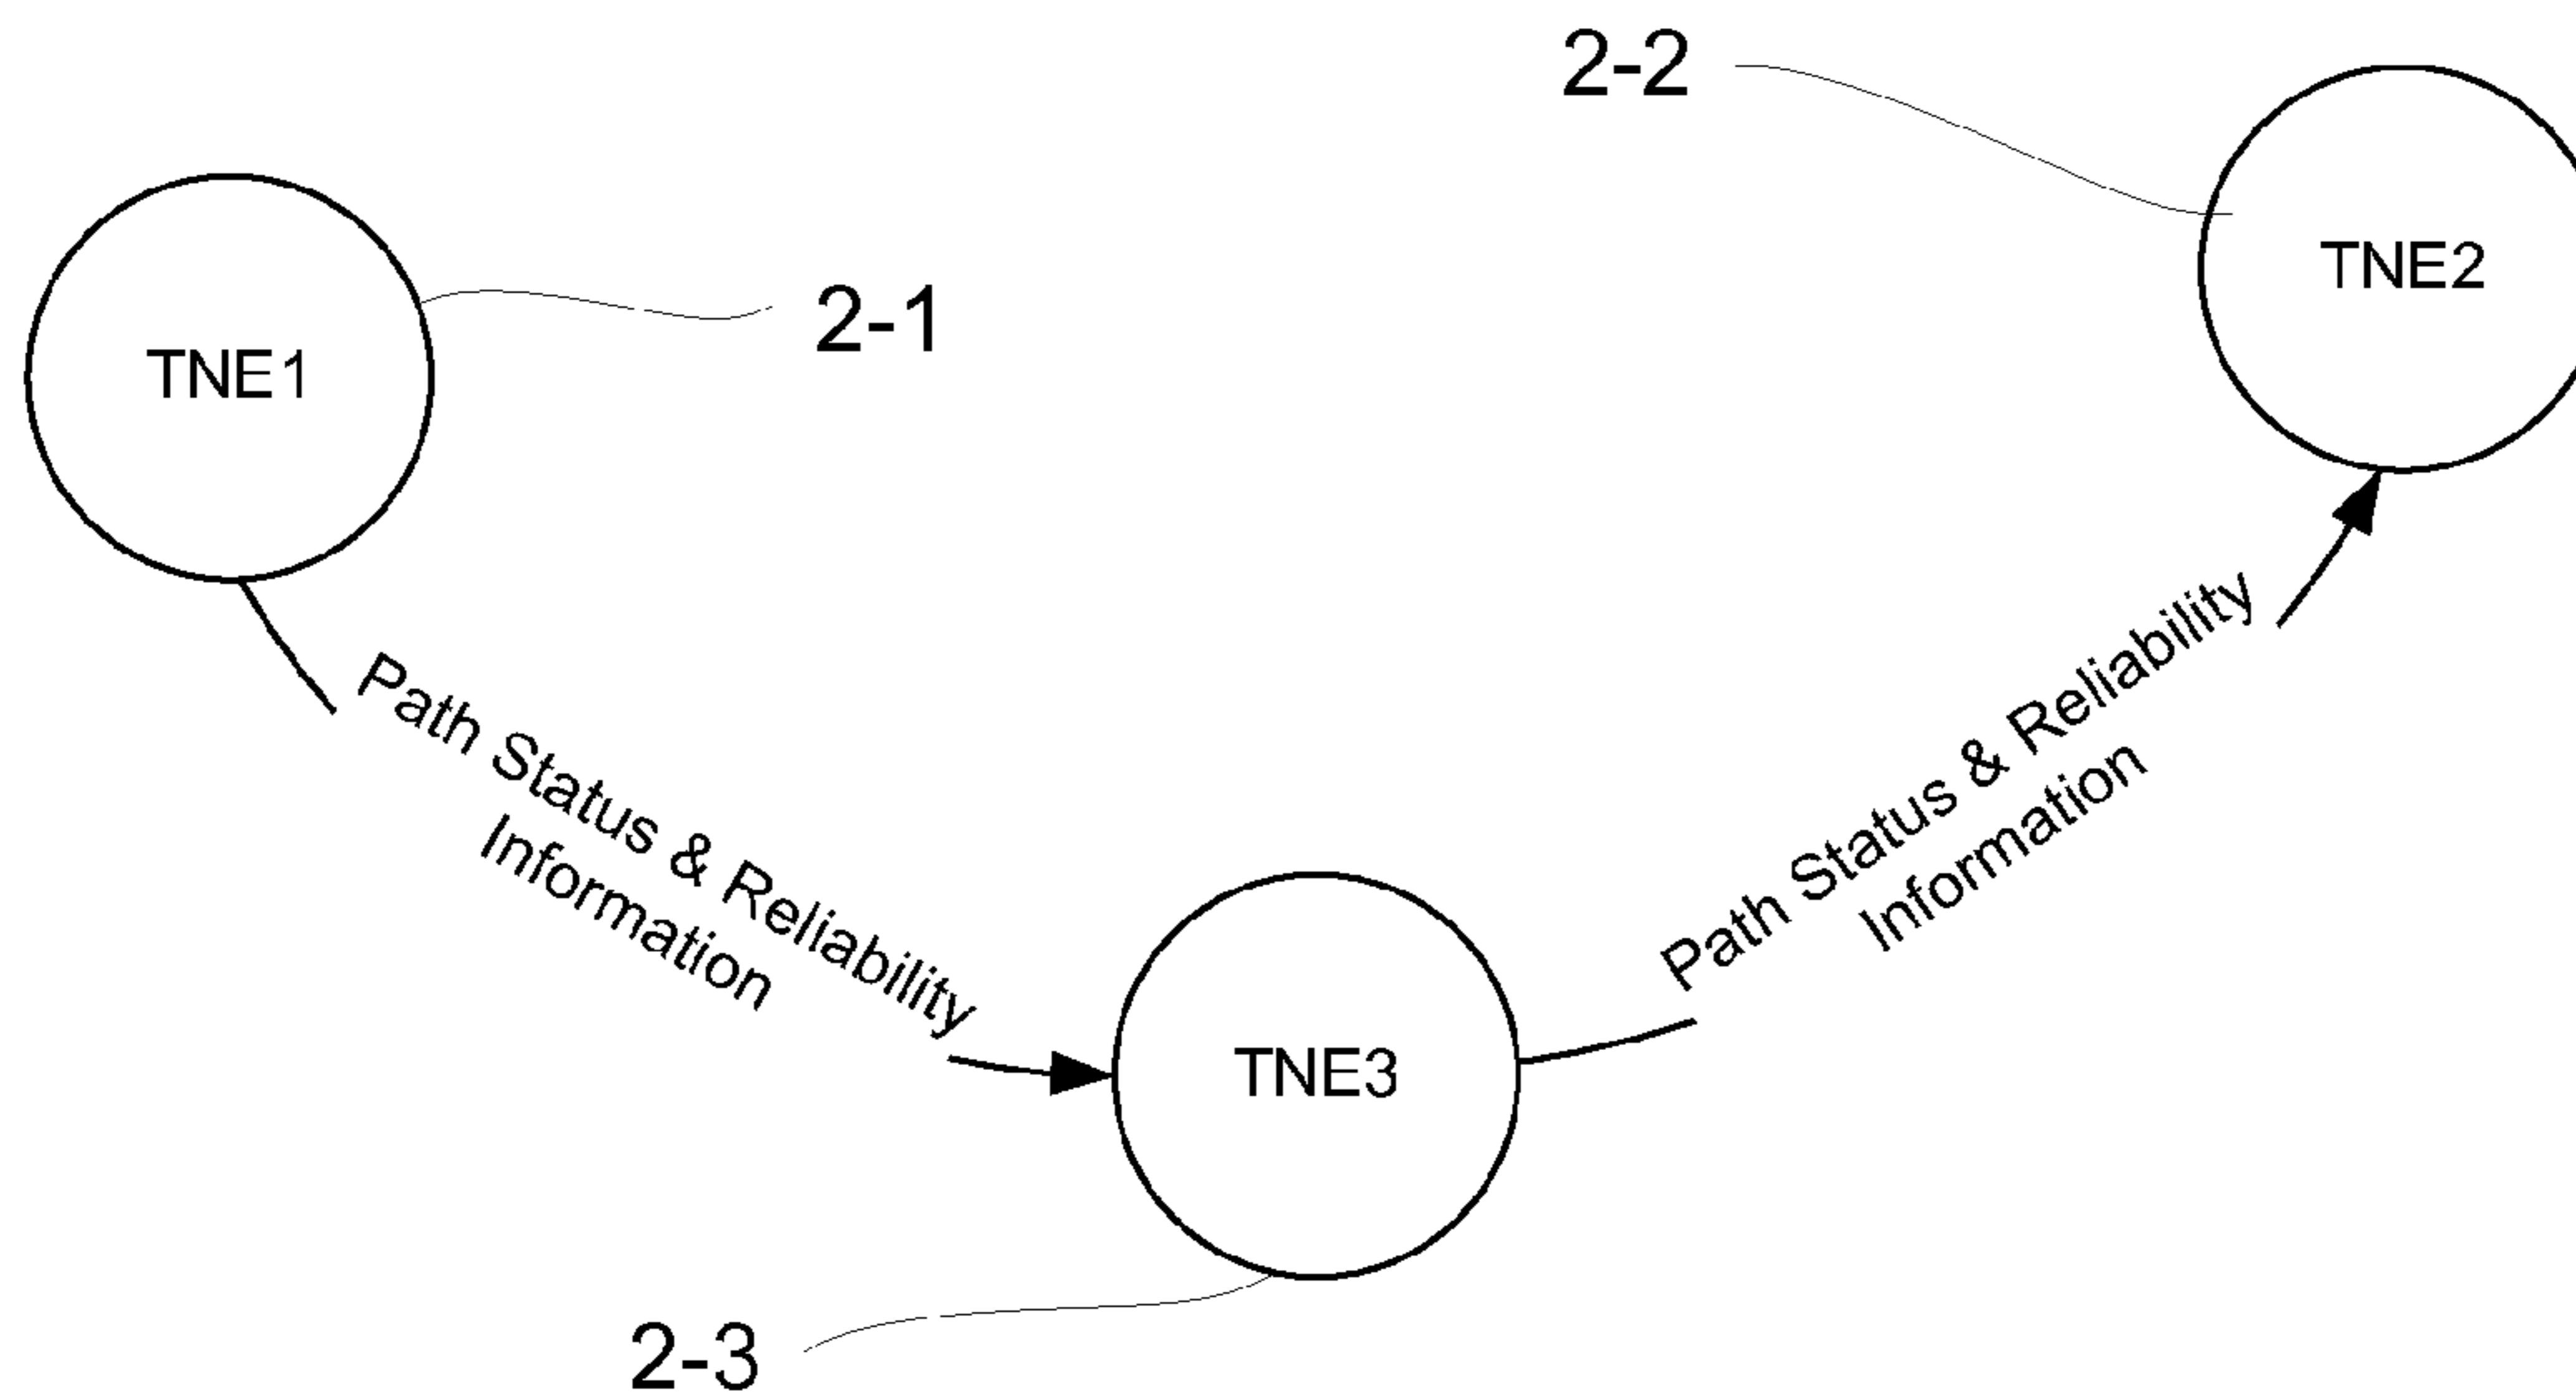 2-2
TNE2
TNE1
2-1
Path Status & Reliability
Information
Path Status & Reliability
Information
TNE3
2-3